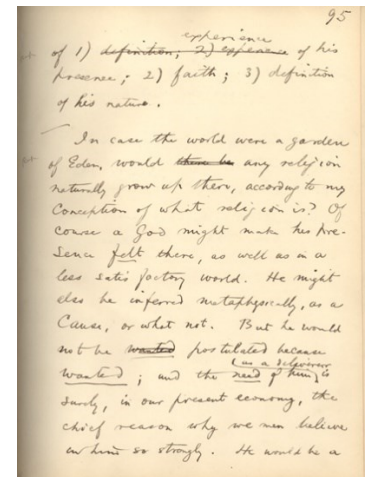 95
experience
of 1) definition; 2) experience of his
presence; 2) faith; 3) definition
of his nature.
In case the world were a garden
of Eden, would there be any religion
naturally grow up there, according to my
conception of what religion is? Of
course a God might make his pre-
sence felt there, as well as in a
less satisfactory world. He might
also be inferred metaphysically, as a
Cause, or what not. But he would
not be wanted postulated because
(as a deliverer
wanted; and the need of him, is
surely, in our present economy, the
chief reason why we men believe
in him so strongly. He would be a